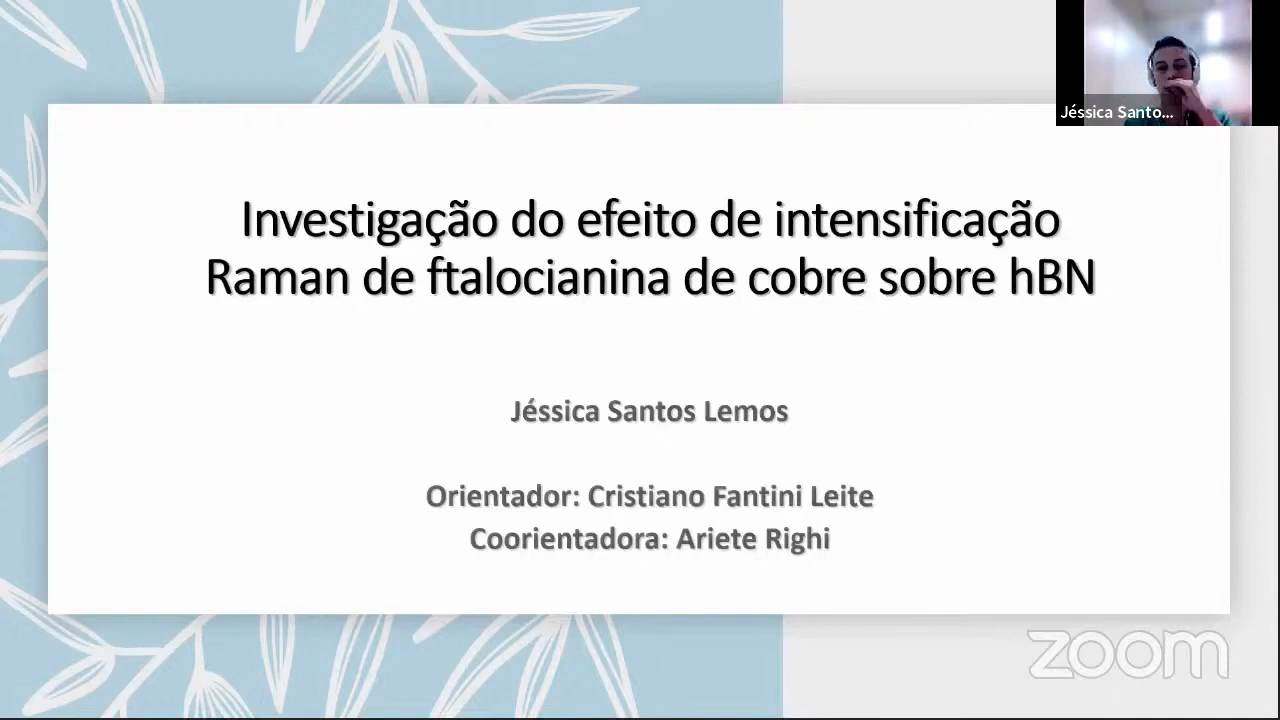 Jéssica Santo...
Investigação do efeito de intensificação
Raman de ftalocianina de cobre sobre hBN
Jéssica Santos Lemos
Orientador: Cristiano Fantini Leite
Coorientadora: Ariete Righi
zoom